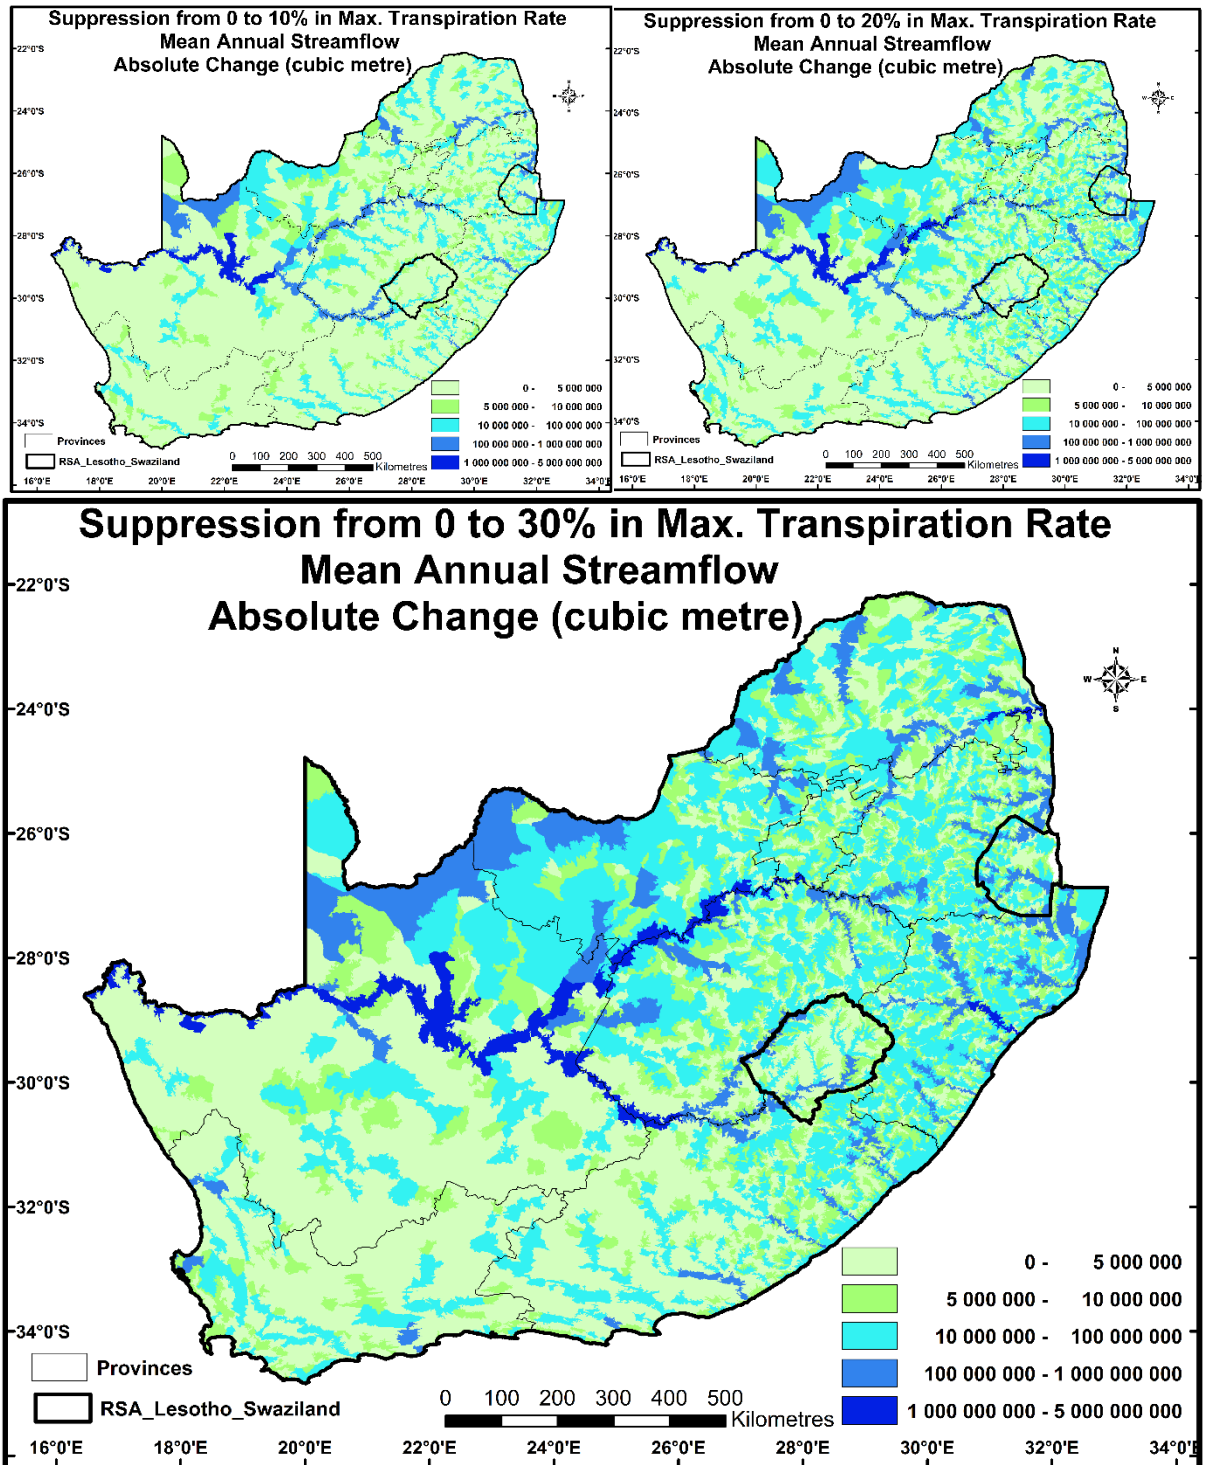 Suppression from 0 to 10% in Max. Transpiration Rate
Mean Annual Streamflow
Absolute Change (cubic metre)
22°0'S
24°0'S
26°0'S
28°0'S
30°0'S
32°0'S
34°0'S
0 - 5 000 000
5 000 000 - 10 000 000
10 000 000 - 100 000 000
100 000 000 - 1 000 000 000
1 000 000 000 - 5 000 000 000
Provinces
RSA_Lesotho_Swaziland
0 100 200 300 400 500
Kilometres
16°0'E 18°0'E 20°0'E 22°0'E 24°0'E 26°0'E 28°0'E 30°0'E 32°0'E 34°0'E
Suppression from 0 to 20% in Max. Transpiration Rate
Mean Annual Streamflow
Absolute Change (cubic metre)
22°0'S
24°0'S
26°0'S
28°0'S
30°0'S
32°0'S
34°0'S
W E
0 - 5 000 000
5 000 000 - 10 000 000
10 000 000 - 100 000 000
100 000 000 - 1 000 000 000
1 000 000 000 - 5 000 000 000
Provinces
RSA_Lesotho_Swaziland
0 100 200 300 400 500
Kilometres
16°0'E 18°0'E 20°0'E 22°0'E 24°0'E 26°0'E 28°0'E 30°0'E 32°0'E 34°0'E
Suppression from 0 to 30% in Max. Transpiration Rate
Mean Annual Streamflow
Absolute Change (cubic metre)
22°0'S
24°0'S
26°0'S
28°0'S
30°0'S
32°0'S
34°0'S
N
W E
S
0 - 5 000 000
5 000 000 - 10 000 000
10 000 000 - 100 000 000
100 000 000 - 1 000 000 000
1 000 000 000 - 5 000 000 000
Provinces
RSA_Lesotho_Swaziland
0 100 200 300 400 500
Kilometres
16°0'E 18°0'E 20°0'E 22°0'E 24°0'E 26°0'E 28°0'E 30°0'E 32°0'E 34°0'E